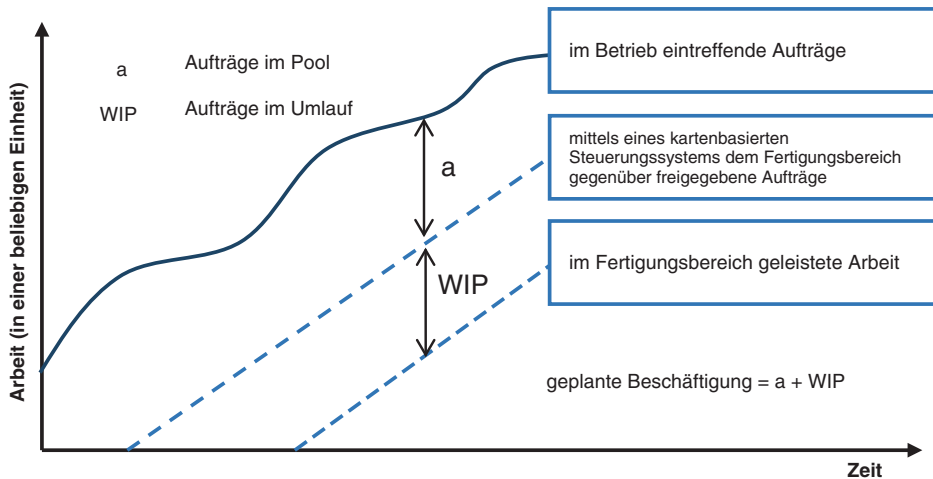 Arbeit (in einer beliebigen Einheit)
a Aufträge im Pool
WIP Aufträge im Umlauf
im Betrieb eintreffende Aufträge
mittels eines kartenbasierten
Steuerungssystems dem Fertigungsbereich
gegenüber freigegebene Aufträge
a
im Fertigungsbereich geleistete Arbeit
WIP
geplante Beschäftigung = a + WIP
Zeit